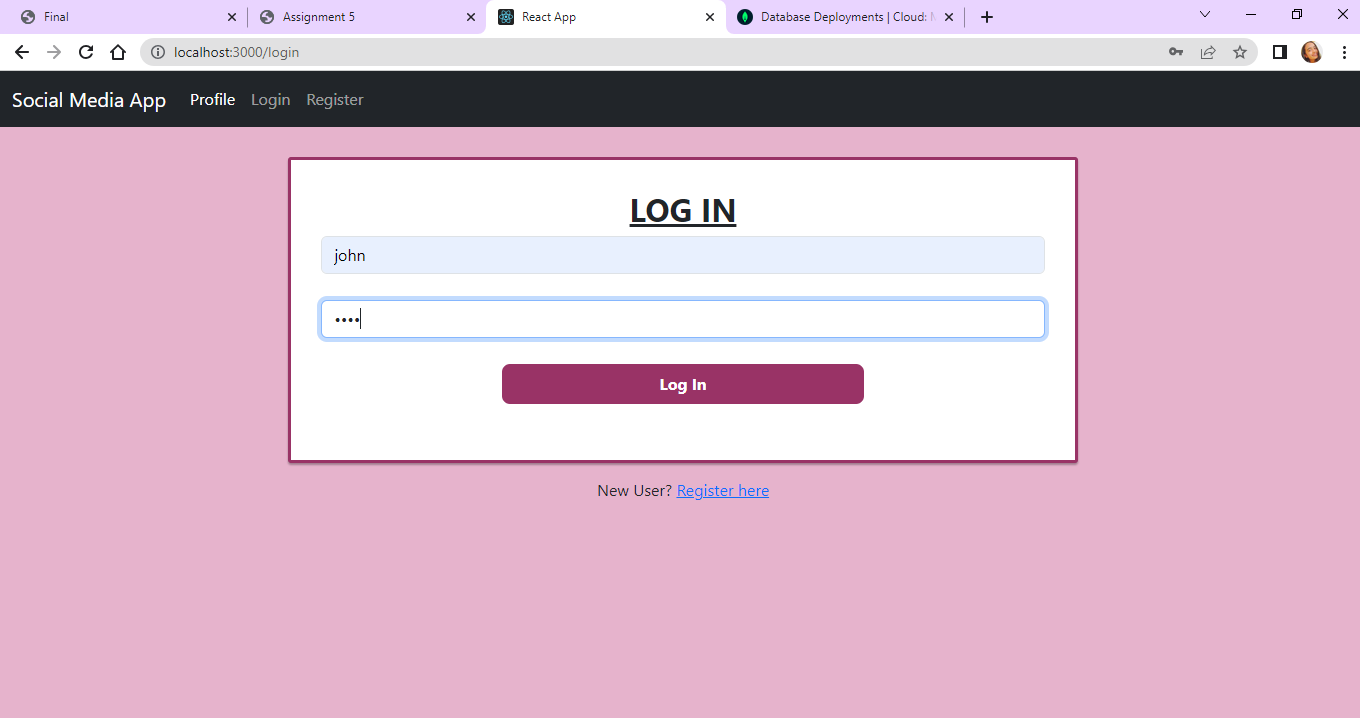 Final
Assignment 5
React App
Database Deployments | Cloud:
localhost:3000/login
Social Media App Profile Login Register
LOG IN
john
••••
Log In
New User? Register here